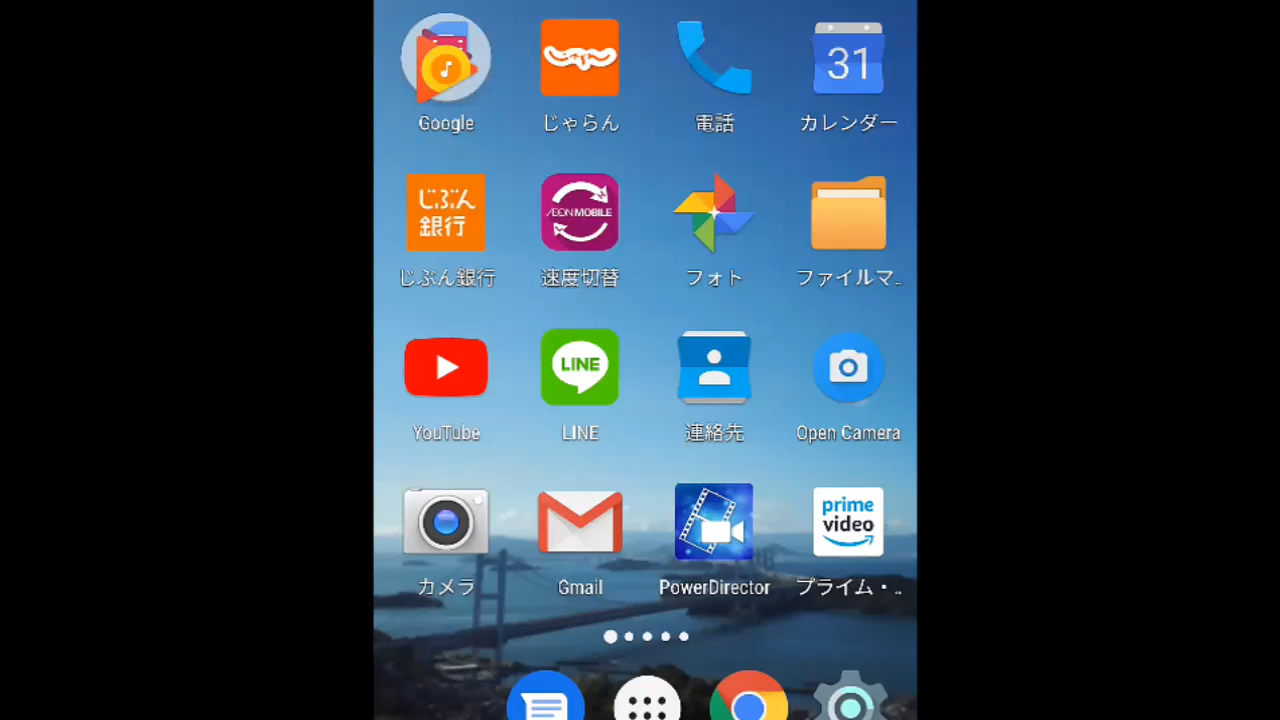 Google
じゃらん
電話
31
カレンダー
じぶん
銀行
じぶん銀行
ÆON MOBILE
速度切替
フォト
ファイルマ..
YouTube
LINE
LINE
連絡先
Open Camera
カメラ
Gmail
PowerDirector
prime
video
プライム・..